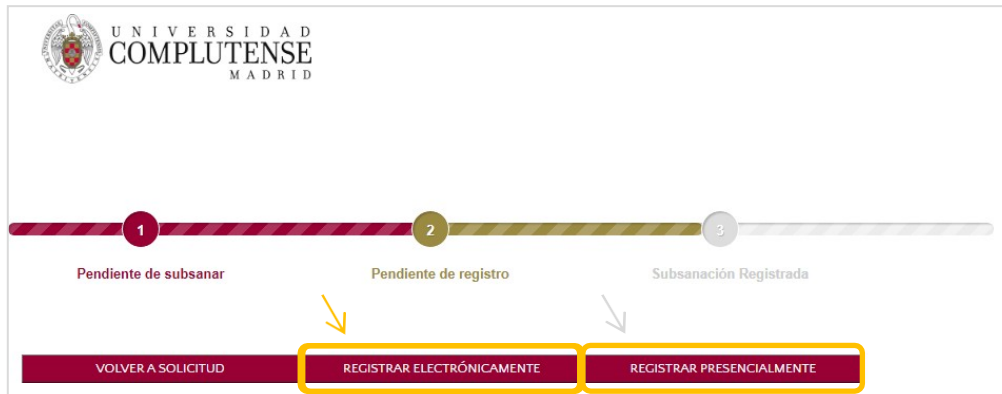 UNIVERSIDAD
COMPLUTENSE
MADRID
1
2
3
Pendiente de subsanar
Pendiente de registro
Subsanación Registrada
VOLVER A SOLICITUD
REGISTRAR ELECTRÓNICAMENTE
REGISTRAR PRESENCIALMENTE